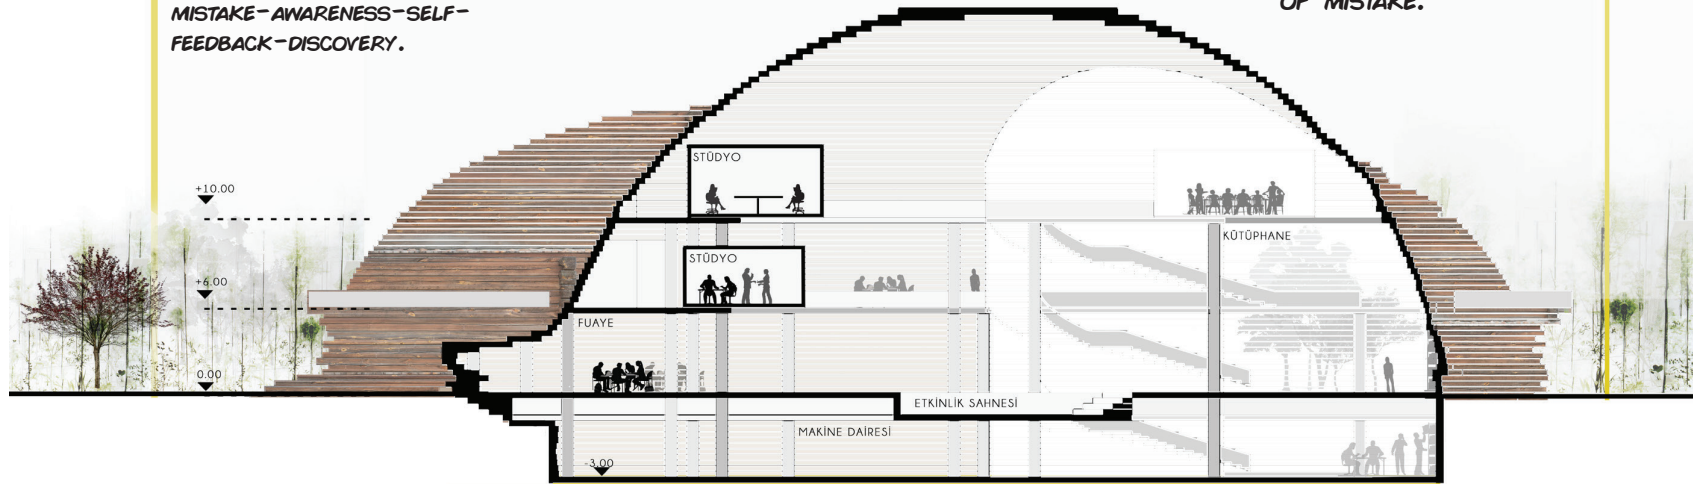 MISTAKE-AWARENESS-SELF-
FEEDBACK-DISCOVERY.
OF MISTAKE.
STÜDYO
+10.00
KÜTÜPHANE
STÜDYO
+6.00
FUAYE
0.00
ETKİNLİK SAHNESİ
MAKİNE DAİRESİ
-3.00